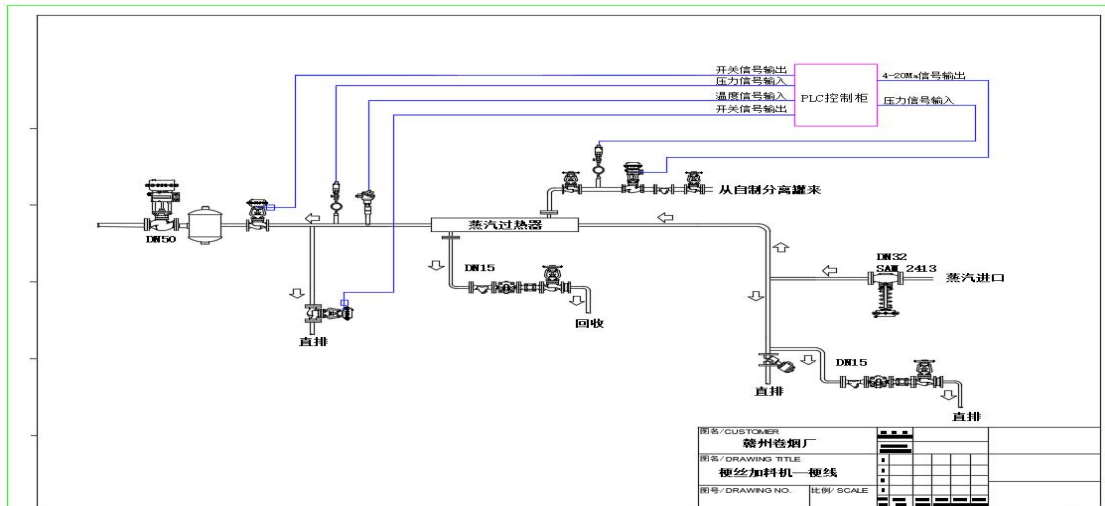 开关信号输出
压力信号输入
温度信号输入
开关信号输出
PLC控制柜
4-20Ma信号输出
压力信号输入
从自制分离罐来
DN50
蒸汽过热器
DN15
回收
直排
DN32
SAM 2413
蒸汽进口
DN15
直排
直排
图名/CUSTOMER
赣州卷烟厂
图名/DRAWING TITLE
梗丝加料机—梗线
图号/DRAWING NO.
比例/ SCALE